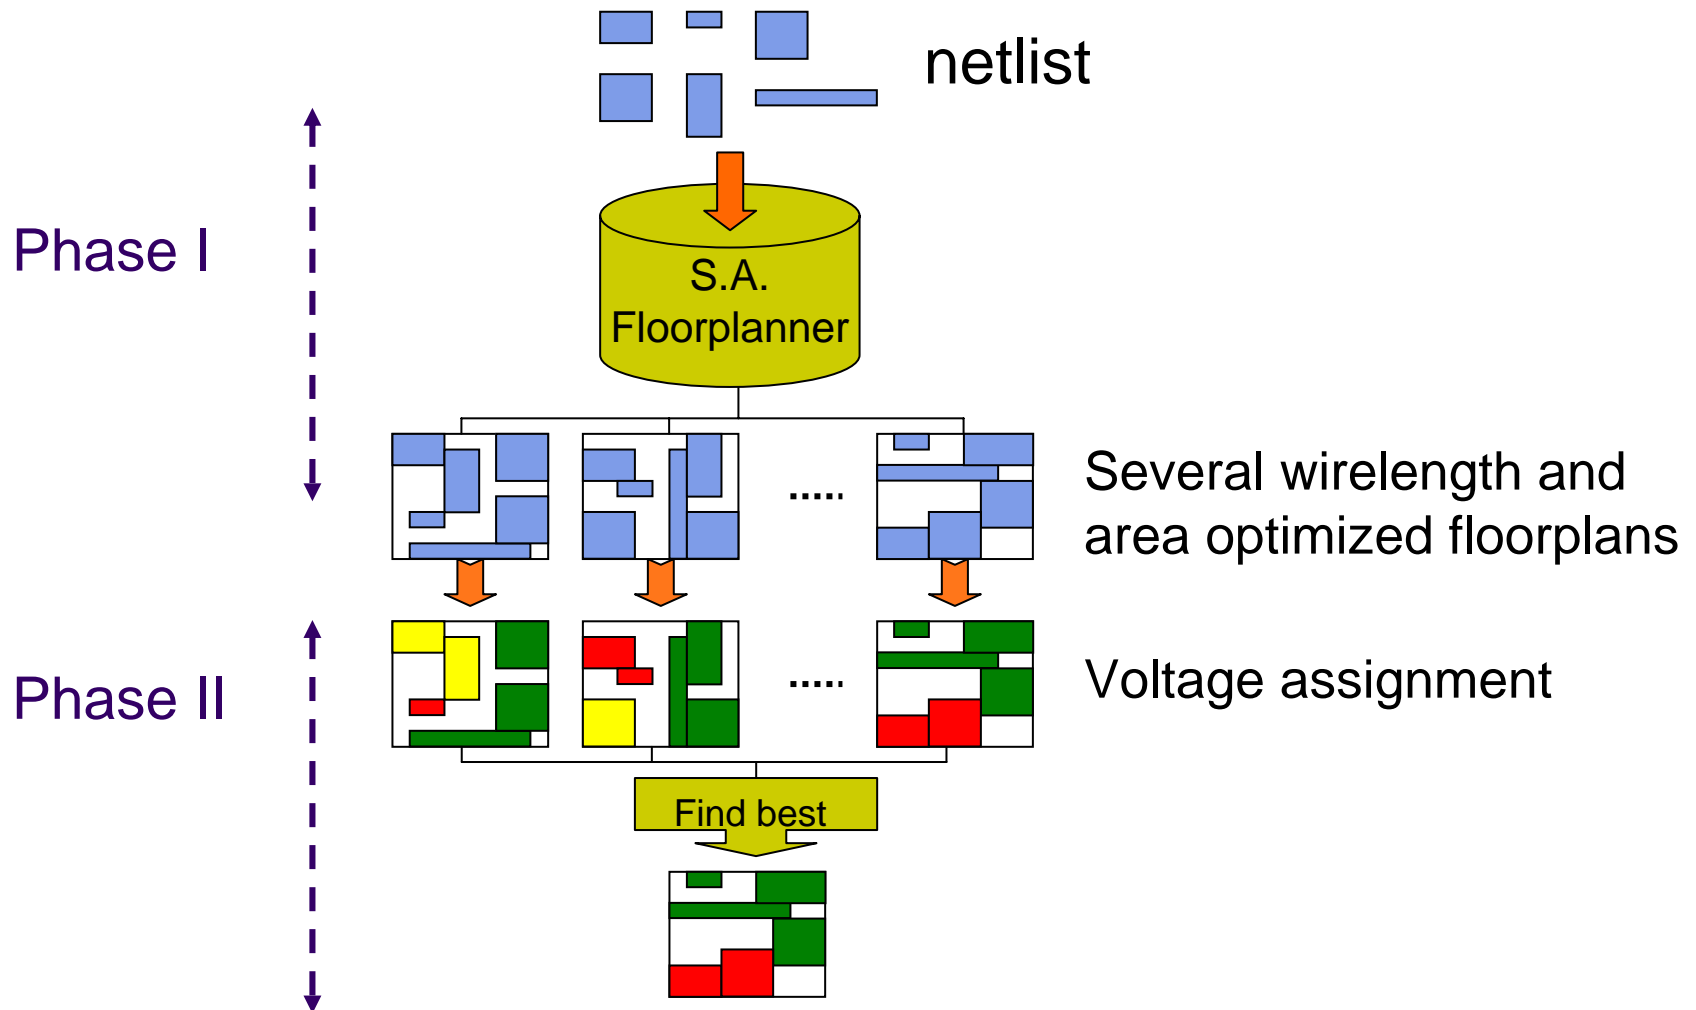 netlist
Phase I
S.A.
Floorplanner
.....
Several wirelength and
area optimized floorplans
Phase II
.....
Voltage assignment
Find best